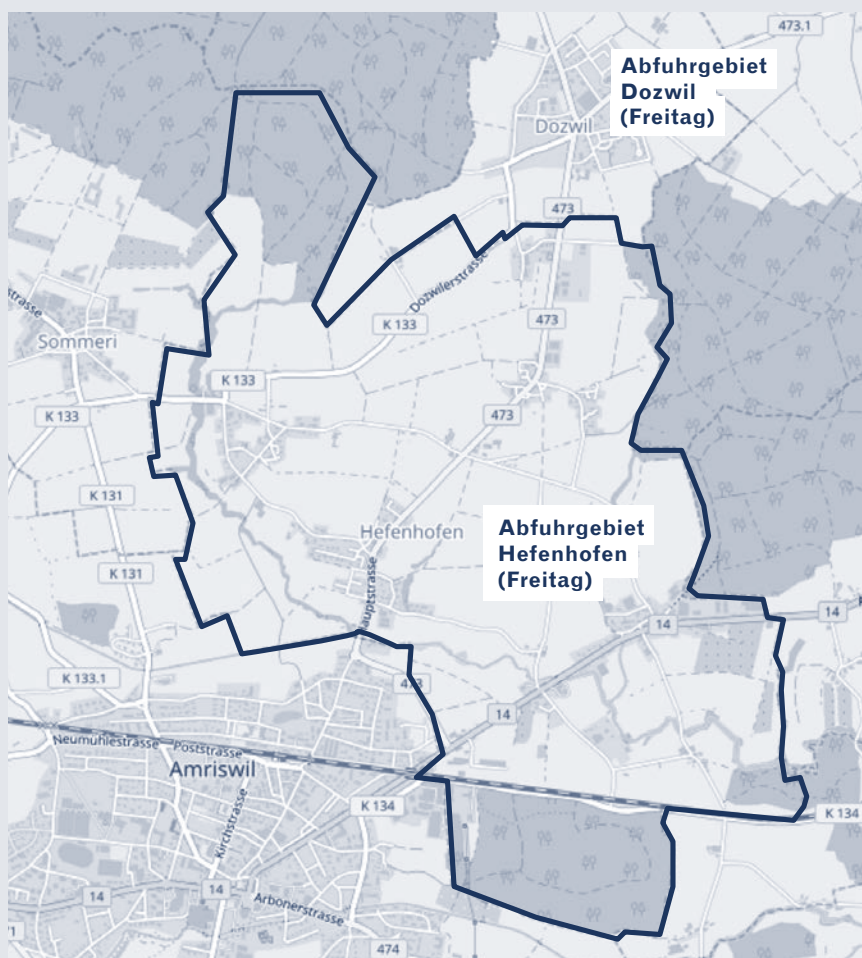 473.1
Abfuhrgebiet
Dozwil
(Freitag)
Dozwil
473
Dozwilerstrasse
473
K 133
Sommeri
K 133
K 133
473
K 131
Hefenhofen
Abfuhrgebiet
Hefenhofen
(Freitag)
K 131
Hauptstrasse
14
14
K 133.1
473
14
Neumühlestrasse
Poststrasse
Amriswil
K 134
K 134
Kirchstrasse
14
14
Arbonerstrasse
474